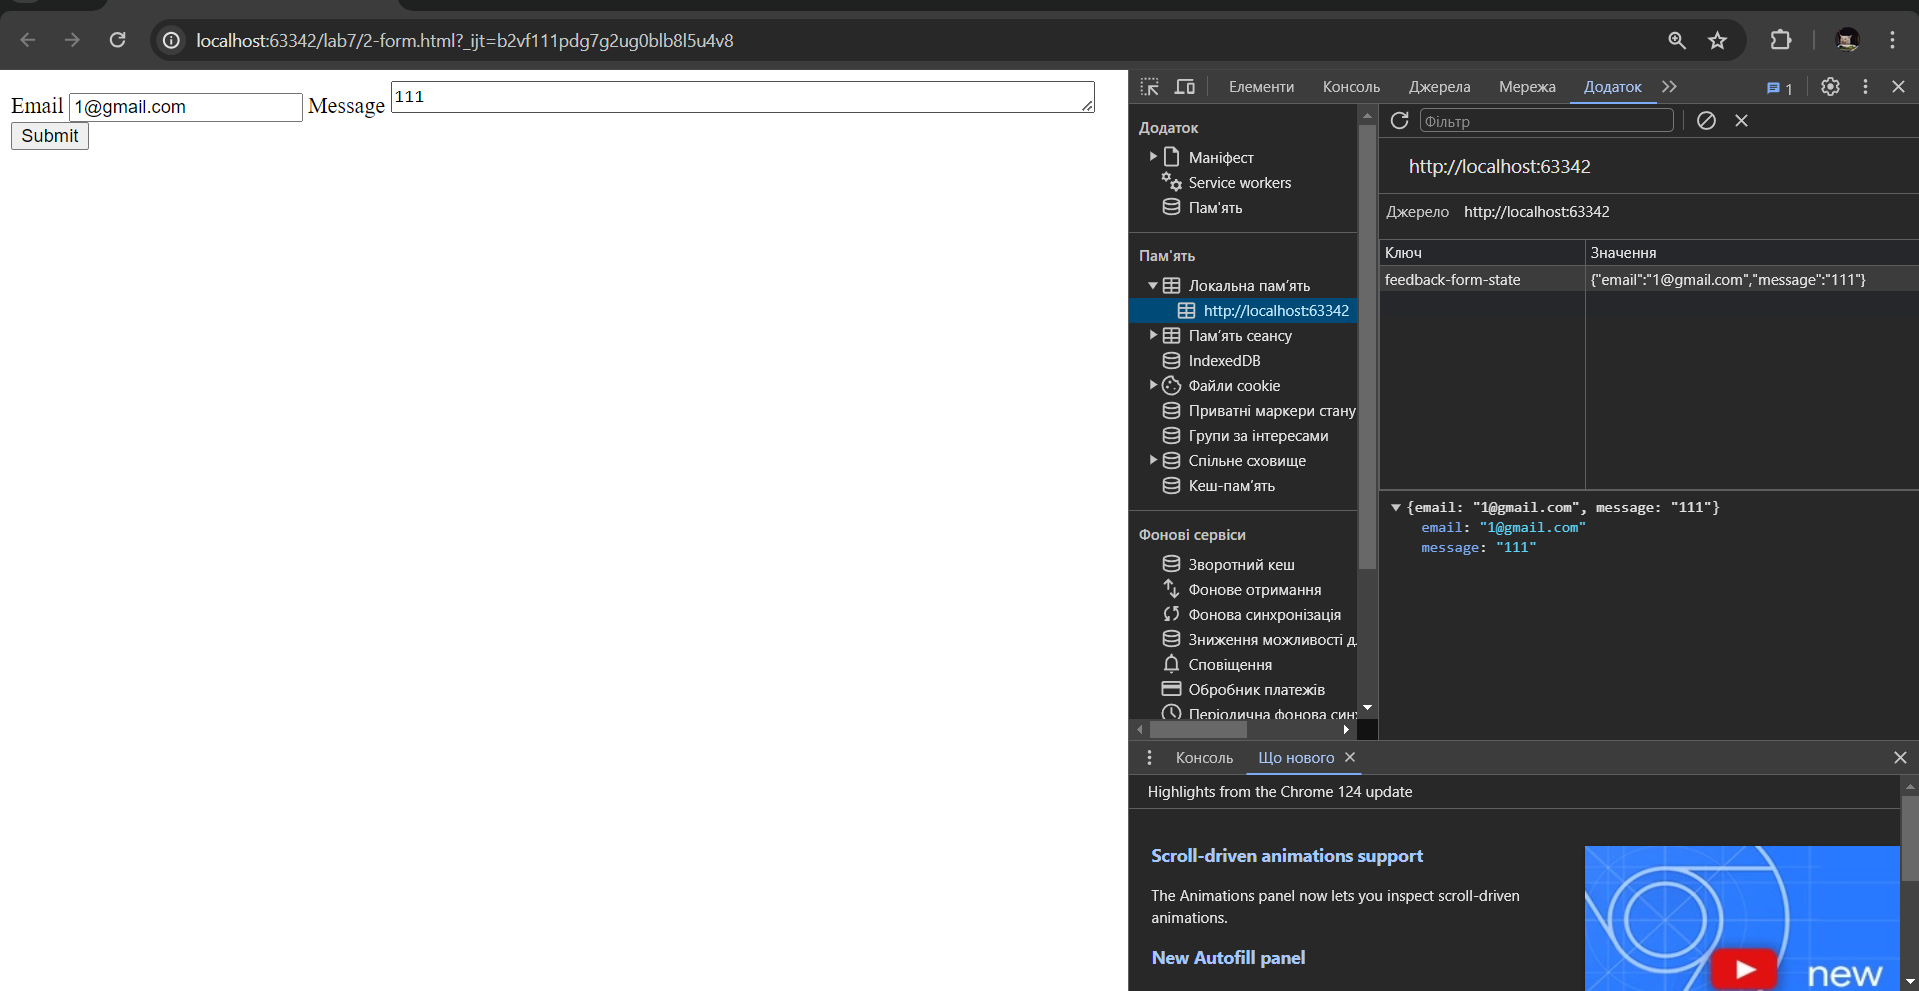 localhost:63342/lab7/2-form.html?_ijt=b2vf111pdg7g2ug0blb8l5u4v8
Email 1@gmail.com Message 111
Submit
Елементи Консоль Джерела Мережа Додаток 1
Додаток
Маніфест
Service workers
Пам'ять
Пам'ять
Локальна пам'ять
http://localhost:63342
Пам'ять сеансу
IndexedDB
Файли cookie
Приватні маркери стану
Групи за інтересами
Спільне сховище
Кеш-пам'ять
Фонові сервіси
Зворотний кеш
Фонове отримання
Фонова синхронізація
Зниження можливості д
Сповіщення
Обробник платежів
Періодична фонова син
Фільтр
http://localhost:63342
Джерело http://localhost:63342
Ключ Значення
feedback-form-state {"email":"1@gmail.com","message":"111"}
{email: "1@gmail.com", message: "111"}
email: "1@gmail.com"
message: "111"
Консоль Що нового
Highlights from the Chrome 124 update
Scroll-driven animations support
The Animations panel now lets you inspect scroll-driven
animations.
New Autofill panel
new